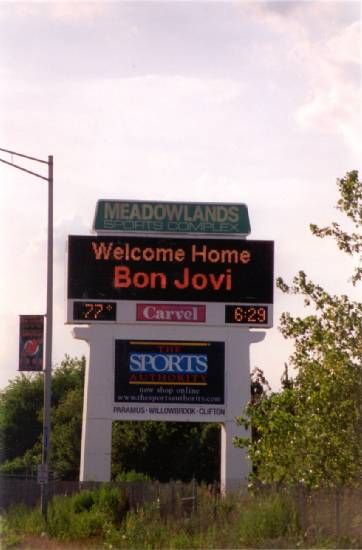 MEADOWLANDS
SPORTS COMPLEX
Welcome Home
Bon Jovi
77°
Carvel
6:29
THE
SPORTS
AUTHORITY
now shop online
www.thesportsauthority.com
PARAMUS · WILLOWBROOK · CLIFTON